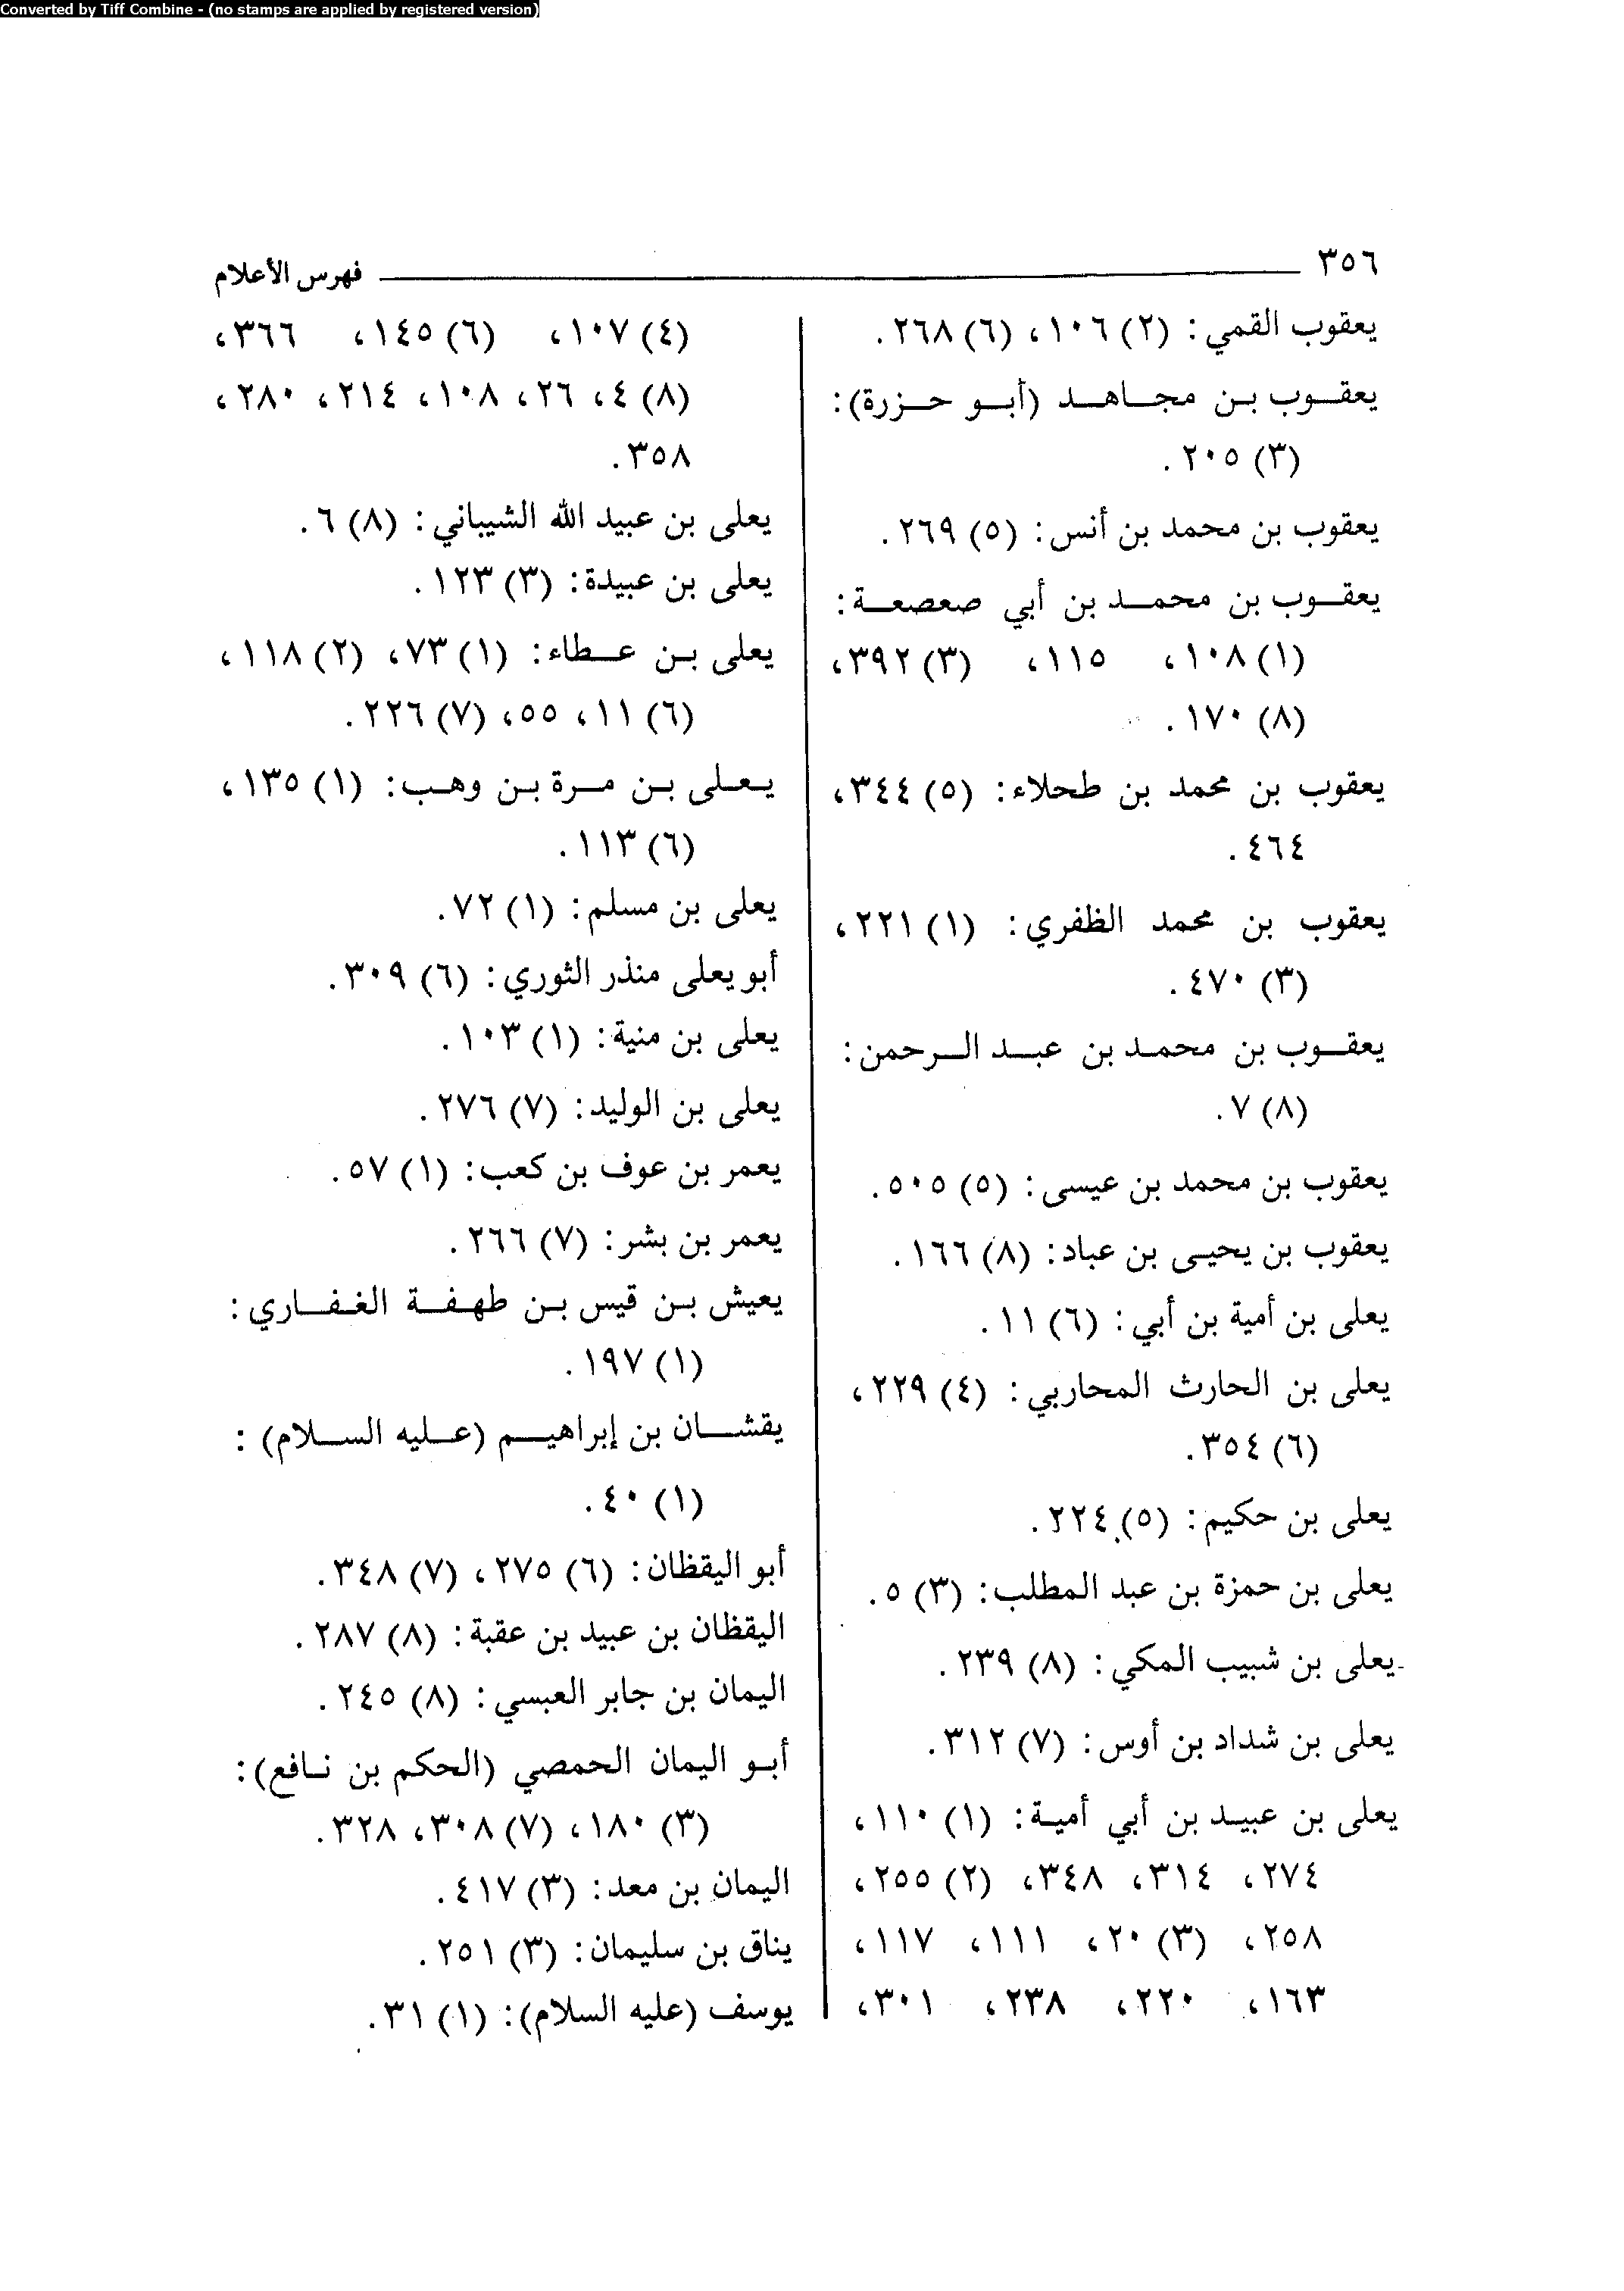 Converted by Tiff Combine - (no stamps are applied by registered version)
٣٥٦
فهرس الأعلام
يعقوب القمي: (٢) ١٠٦، (٦) ٢٦٨.
يعقوب بن مجاهد (أبو حزرة):
(٣) ٢٠٥.
يعقوب بن محمد بن أنس: (٥) ٢٦٩.
يعقوب بن محمد بن أبي صعصعة:
(١) ١٠٨، ١١٥، (٣) ٣٩٢،
(٨) ١٧٠.
يعقوب بن محمد بن طحلاء: (٥) ٣٤٤،
٤٦٤.
يعقوب بن محمد الظفري: (١) ٢٢١،
(٣) ٤٧٠.
يعقوب بن محمد بن عبد الرحمن:
(٨) ٧.
يعقوب بن محمد بن عيسى: (٥) ٥٠٥.
يعقوب بن يحيى بن عباد: (٨) ١٦٦.
يعلى بن أمية بن أبي: (٦) ١١.
يعلى بن الحارث المحاربي: (٤) ٢٢٩،
(٦) ٣٥٤.
يعلى بن حكيم: (٥) ٢٢٤.
يعلى بن حمزة بن عبد المطلب: (٣) ٥.
يعلى بن شبيب المكي: (٨) ٢٣٩.
يعلى بن شداد بن أوس: (٧) ٣١٢.
يعلى بن عبيد بن أبي أمية: (١) ١١٠،
٢٧٤، ٣١٤، ٣٤٨، (٢) ٢٥٥،
٢٥٨، (٣) ٢٠، ١١١، ١١٧،
١٦٣، ٢٢٠، ٢٣٨، ٣٠١،
(٤) ١٠٧، (٦) ١٤٥، ٣٦٦،
(٨) ٤، ٢٦، ١٠٨، ٢١٤، ٢٨٠،
٣٥٨.
يعلى بن عبيد الله الشيباني: (٨) ٦.
يعلى بن عبيدة: (٣) ١٢٣.
يعلى بن عطاء: (١) ٧٣، (٢) ١١٨،
(٦) ١١، ٥٥، (٧) ٢٢٦.
يعلى بن مرة بن وهب: (١) ١٣٥،
(٦) ١١٣.
يعلى بن مسلم: (١) ٧٢.
أبو يعلى منذر الثوري: (٦) ٣٠٩.
يعلى بن منية: (١) ١٠٣.
يعلى بن الوليد: (٧) ٢٧٦.
يعمر بن عوف بن كعب: (١) ٥٧.
يعمر بن بشر: (٧) ٢٦٦.
يعيش بن قيس بن طهفة الغفاري:
(١) ١٩٧.
يقشان بن إبراهيم (عليه السلام):
(١) ٤٠.
أبو اليقظان: (٦) ٢٧٥، (٧) ٣٤٨.
اليقظان بن عبيد بن عقبة: (٨) ٢٨٧.
اليمان بن جابر العبسي: (٨) ٢٤٥.
أبو اليمان الحمصي (الحكم بن نافع):
(٣) ١٨٠، (٧) ٣٠٨، ٣٢٨.
اليمان بن معد: (٣) ٤١٧.
يناق بن سليمان: (٣) ٢٥١.
يوسف (عليه السلام): (١) ٣١.